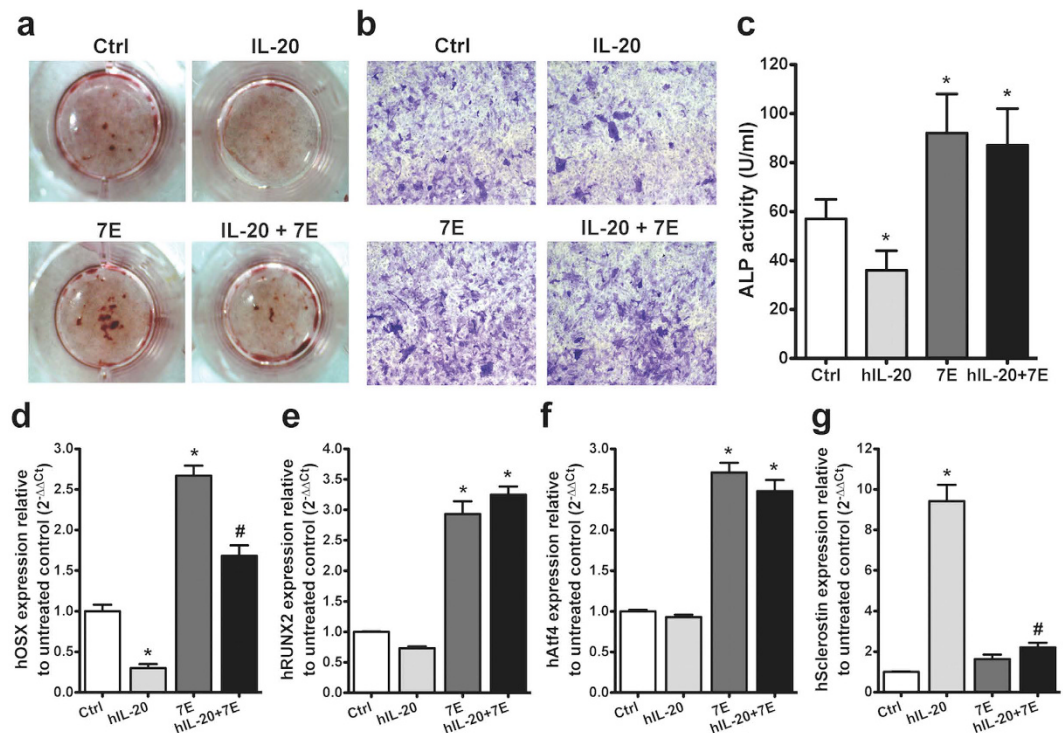 a
Ctrl
IL-20
7E
IL-20 + 7E
b
Ctrl
IL-20
7E
IL-20 + 7E
c
ALP activity (U/ml)
120
100
80
60
40
20
0
*
*
*
Ctrl
hIL-20
7E
hIL-20+7E
d
hOSX expression relative
to untreated control (2^-ΔΔCt)
3.0
2.5
2.0
1.5
1.0
0.5
0.0
*
*
#
Ctrl
hIL-20
7E
hIL-20+7E
e
hRUNX2 expression relative
to untreated control (2^-ΔΔCt)
4.0
3.5
3.0
2.5
2.0
1.5
1.0
0.5
0.0
*
*
Ctrl
hIL-20
7E
hIL-20+7E
f
hAtf4 expression relative
to untreated control (2^-ΔΔCt)
3.0
2.5
2.0
1.5
1.0
0.5
0.0
*
*
Ctrl
hIL-20
7E
hIL-20+7E
g
hSclerostin expression relative
to untreated control (2^-ΔΔCt)
12
10
8
6
4
2
0
*
#
Ctrl
hIL-20
7E
hIL-20+7E